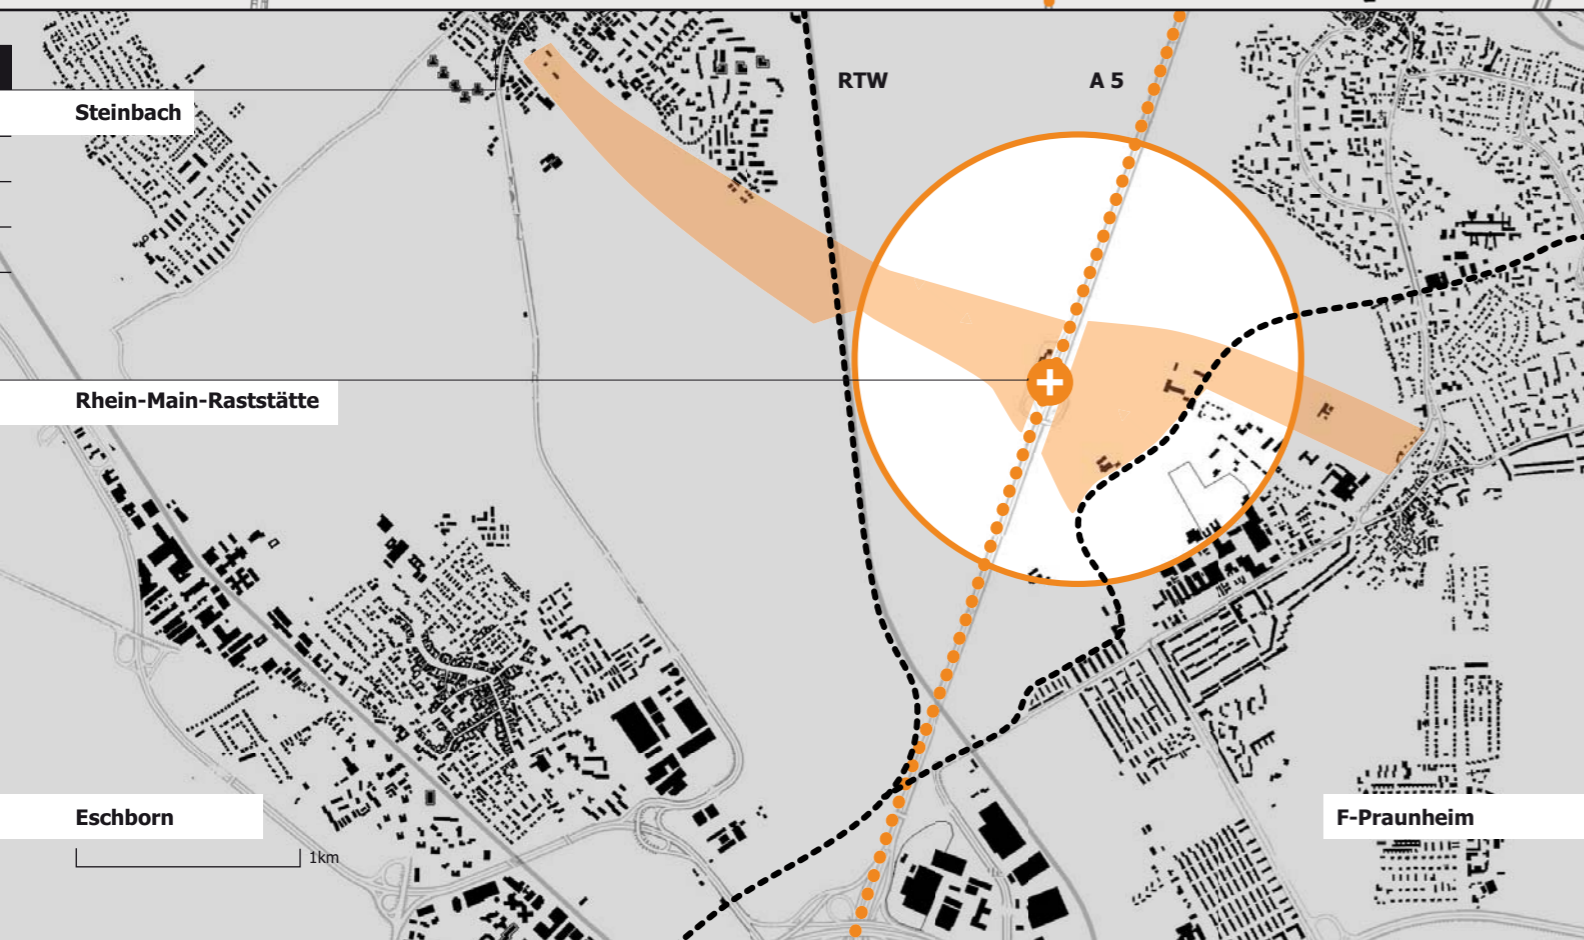 RTW
A 5
Steinbach
Rhein-Main-Raststätte
Eschborn
F-Praunheim
1km